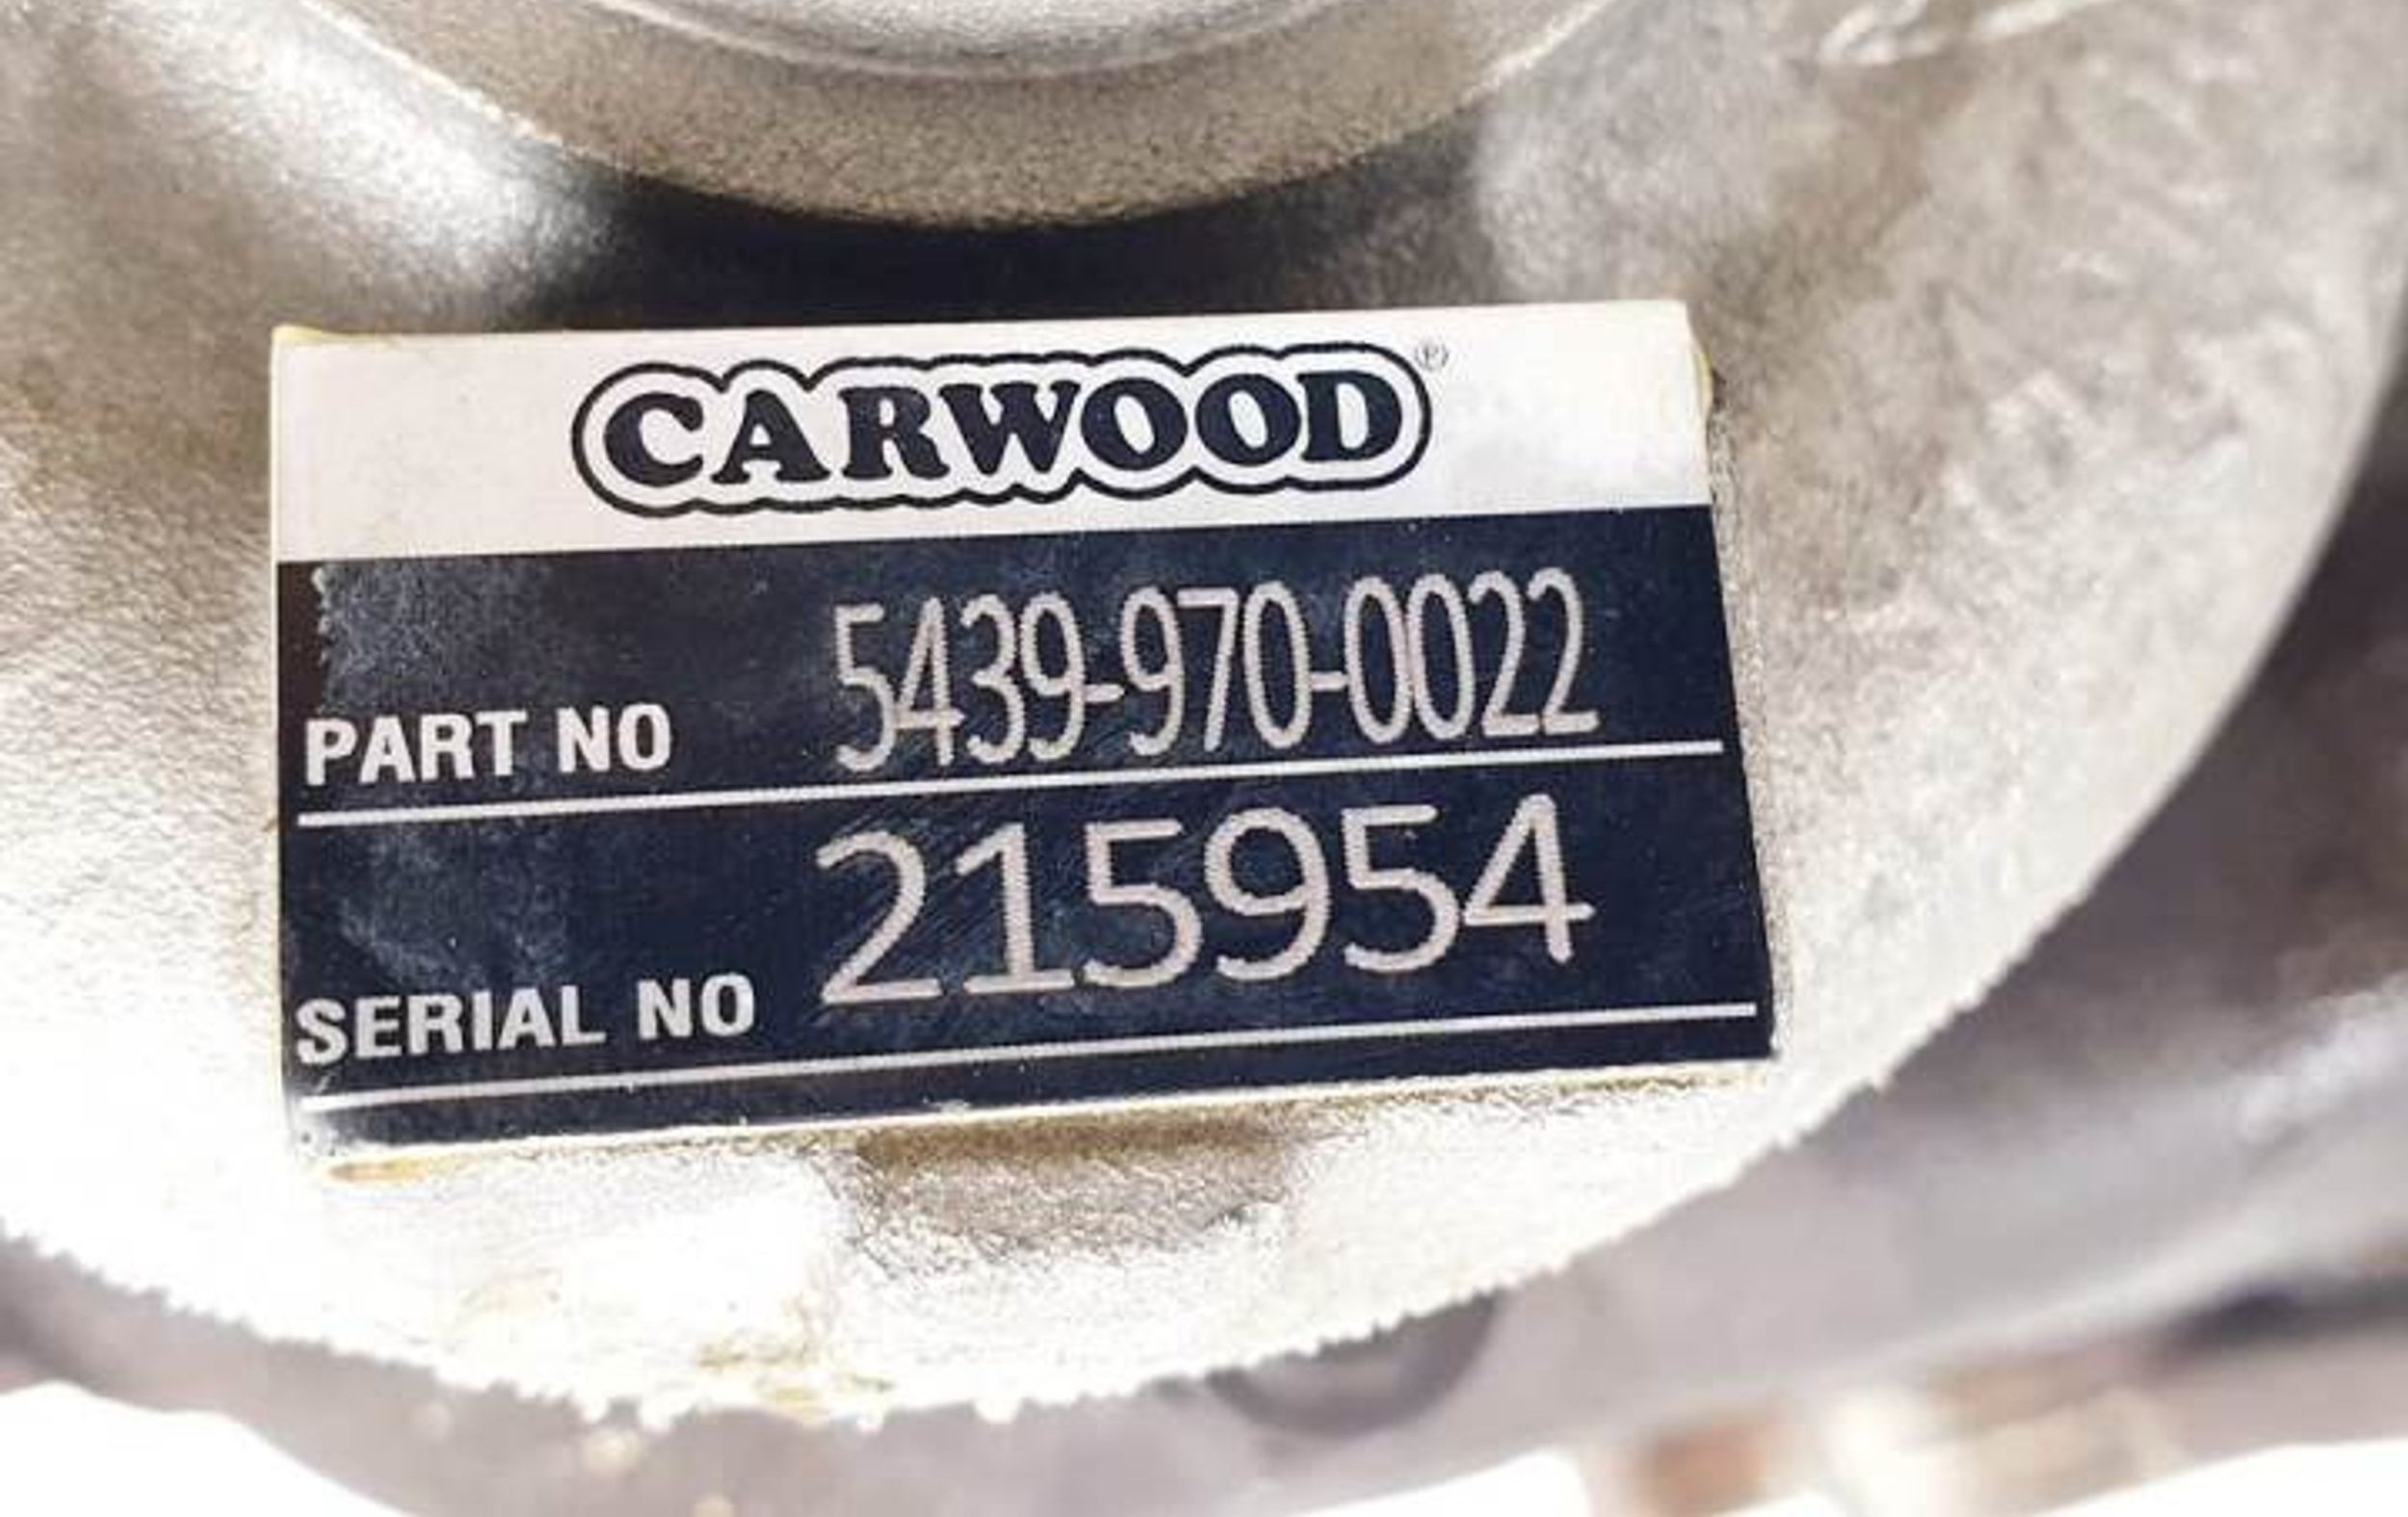 CARWOOD®
PART NO 5439-970-0022
SERIAL NO 215954